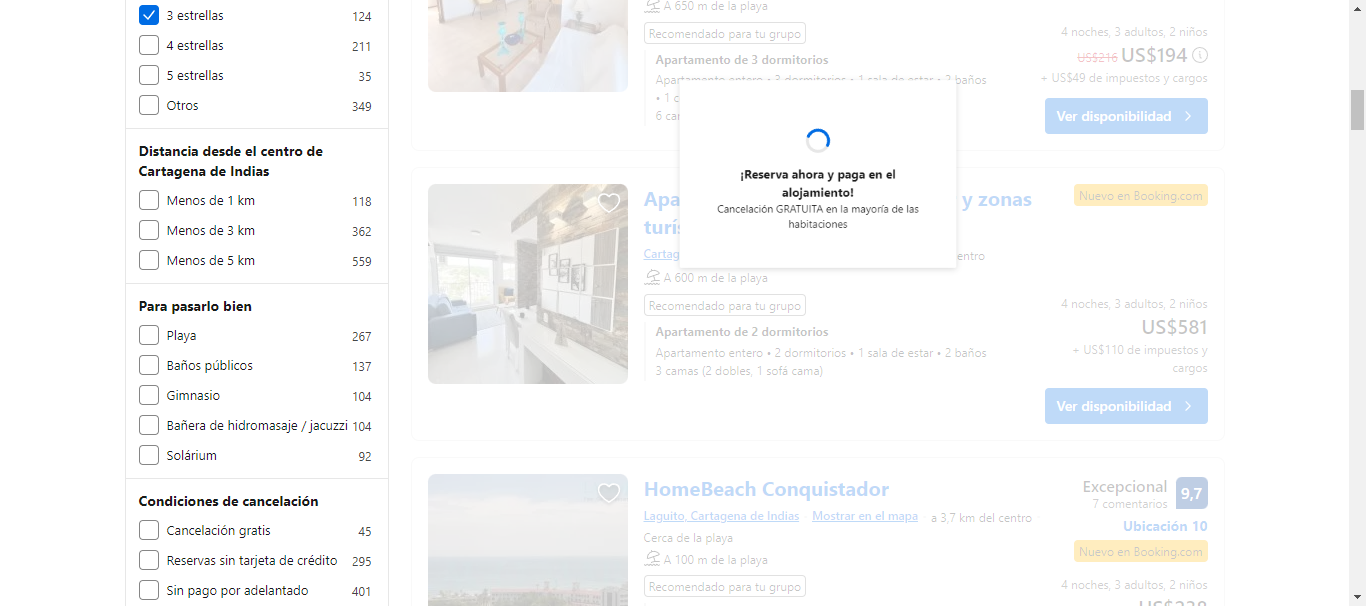 3 estrellas 124
4 estrellas 211
5 estrellas 35
Otros 349
Distancia desde el centro de
Cartagena de Indias
Menos de 1 km 118
Menos de 3 km 362
Menos de 5 km 559
Para pasarlo bien
Playa 267
Baños públicos 137
Gimnasio 104
Bañera de hidromasaje / jacuzzi 104
Solárium 92
Condiciones de cancelación
Cancelación gratis 45
Reservas sin tarjeta de crédito 295
Sin pago por adelantado 401
A 650 m de la playa
Recomendado para tu grupo
Apartamento de 3 dormitorios
Apartamento entero • 3 dormitorios • 1 sala de estar • 2 baños
• 1 c
6 car
4 noches, 3 adultos, 2 niños
US$216 US$194
+ US$49 de impuestos y cargos
Ver disponibilidad
¡Reserva ahora y paga en el
alojamiento!
Cancelación GRATUITA en la mayoría de las
habitaciones
Apa y zonas
turís
Cartag entro
A 600 m de la playa
Recomendado para tu grupo
Apartamento de 2 dormitorios
Apartamento entero • 2 dormitorios • 1 sala de estar • 2 baños
3 camas (2 dobles, 1 sofá cama)
Nuevo en Booking.com
4 noches, 3 adultos, 2 niños
US$581
+ US$110 de impuestos y
cargos
Ver disponibilidad
HomeBeach Conquistador
Laguito, Cartagena de Indias Mostrar en el mapa a 3,7 km del centro
Cerca de la playa
A 100 m de la playa
Recomendado para tu grupo
Excepcional 9,7
7 comentarios
Ubicación 10
Nuevo en Booking.com
4 noches, 3 adultos, 2 niños